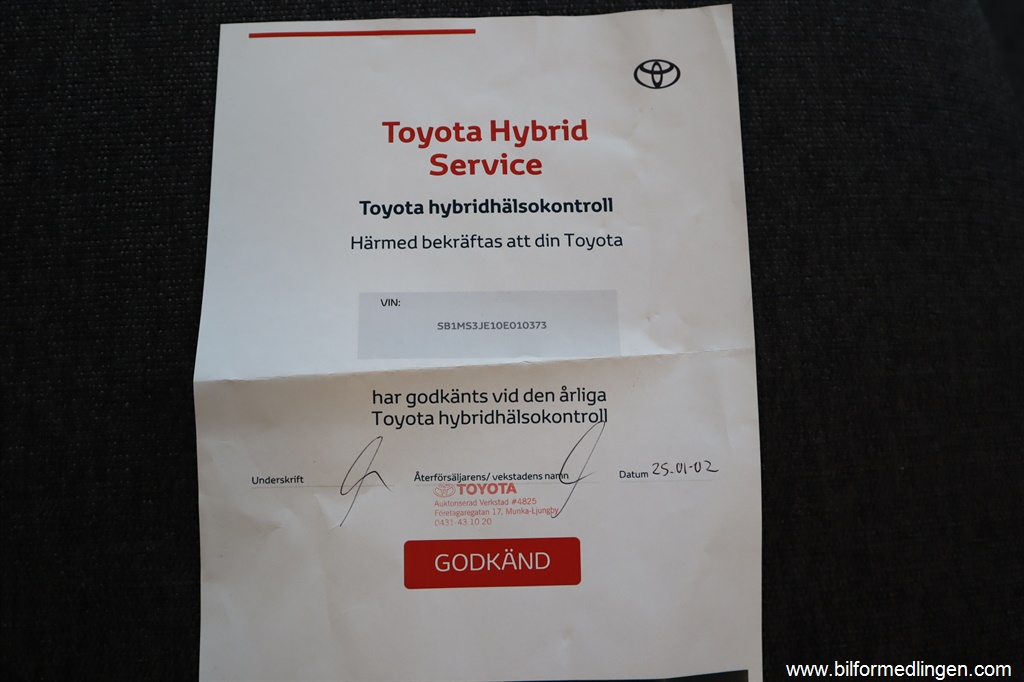 Toyota Hybrid
Service
Toyota hybridhälsokontroll
Härmed bekräftas att din Toyota
VIN:
SB1MS3JE10E010373
har godkänts vid den årliga
Toyota hybridhälsokontroll
Underskrift
Återförsäljarens/ vekstadens namn
Datum 25-01-02
TOYOTA
Auktoriserad Verkstad #4825
Företagaregatan 17, Munka-Ljungby
0431-43 10 20
GODKÄND
www.bilformedlingen.com